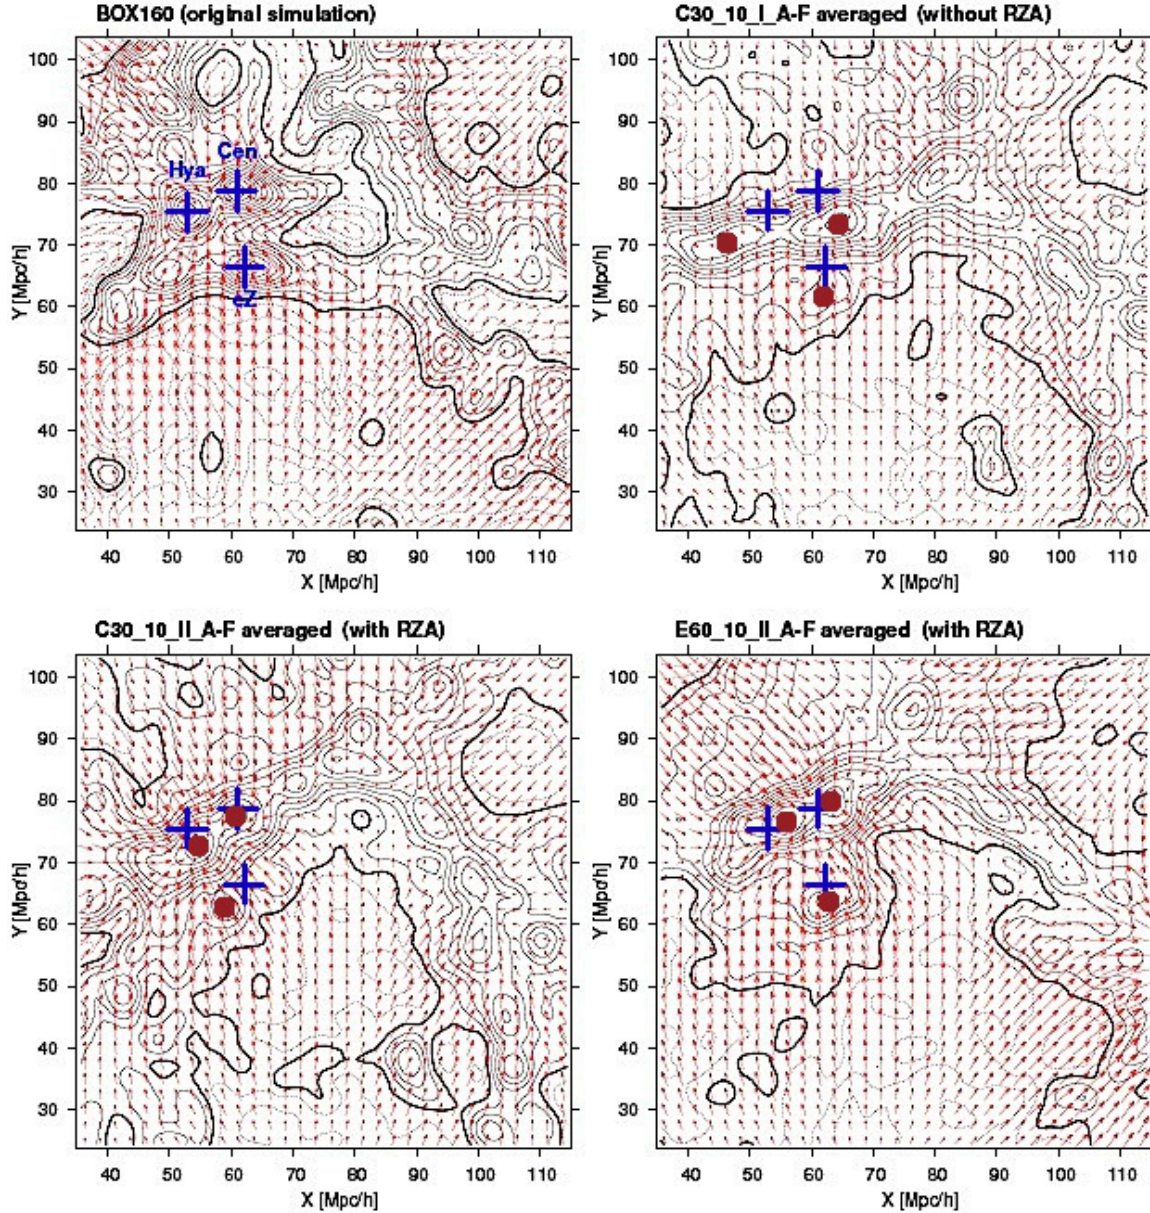 BOX160 (original simulation)
C30_10_I_A-F averaged (without RZA)
100
90
80
70
60
50
40
30
Y [Mpc/h]
Cen
Hya
eZ
40 50 60 70 80 90 100 110
X [Mpc/h]
100
90
80
70
60
50
40
30
Y [Mpc/h]
40 50 60 70 80 90 100 110
X [Mpc/h]
C30_10_II_A-F averaged (with RZA)
E60_10_II_A-F averaged (with RZA)
100
90
80
70
60
50
40
30
Y [Mpc/h]
40 50 60 70 80 90 100 110
X [Mpc/h]
100
90
80
70
60
50
40
30
Y [Mpc/h]
40 50 60 70 80 90 100 110
X [Mpc/h]